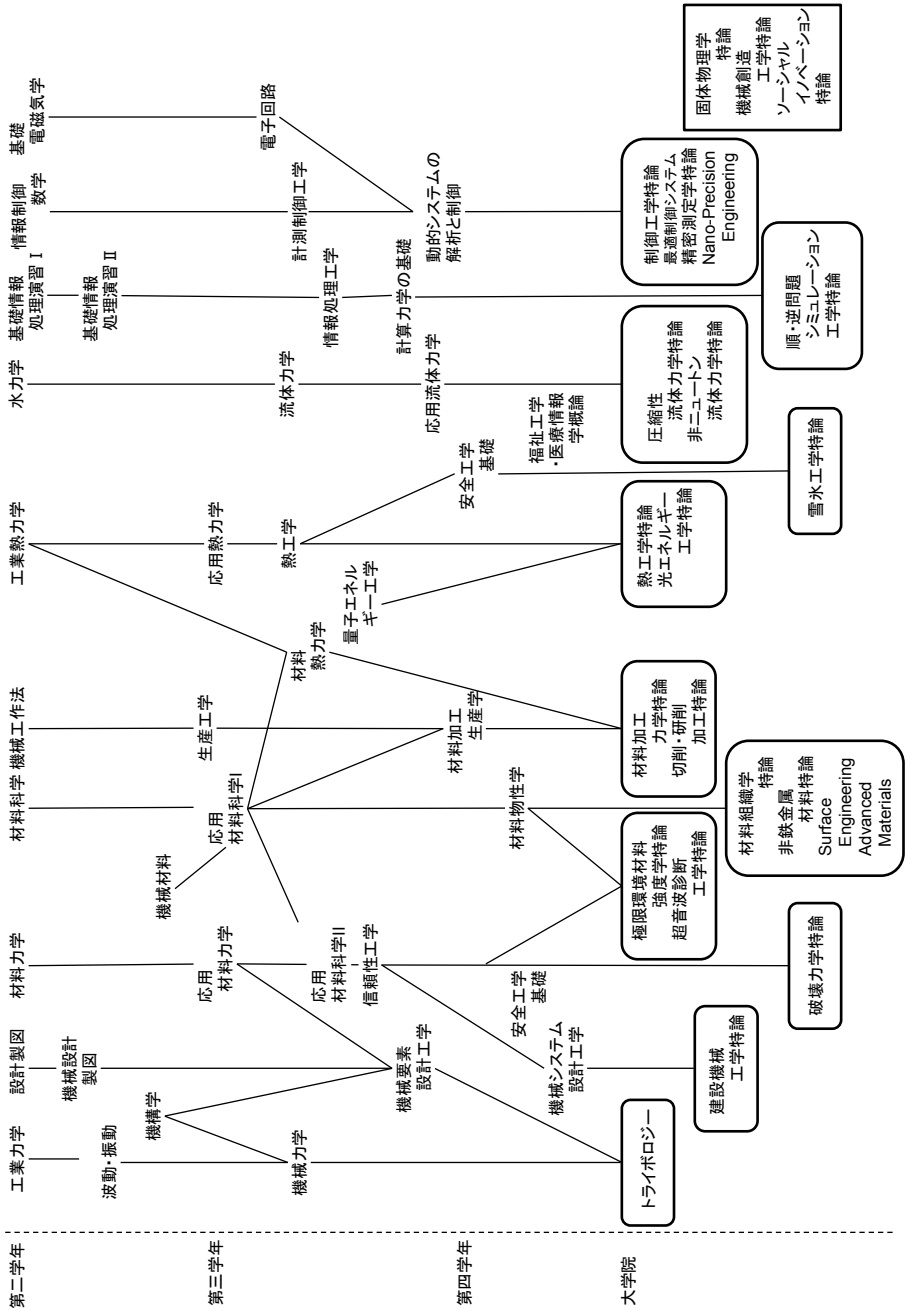 第二学年
第三学年
第四学年
大学院
工業力学
波動・振動
機構学
機械力学
トライボロジー
設計製図
機械設計
製図
機械要素
設計工学
機械システム
設計工学
建設機械
工学特論
材料力学
応用
材料力学
応用
材料科学II
信頼性工学
安全工学
基礎
破壊力学特論
材料科学
機械材料
応用
材料科学I
材料物性学
極限環境材料
強度学特論
超音波診断
工学特論
材料組織学
特論
非鉄金属
材料特論
Surface
Engineering
Advanced
Materials
機械工作法
生産工学
材料加工
生産学
材料加工
力学特論
切削・研削
加工特論
工業熱力学
応用熱力学
熱工学
材料
熱力学
量子エネル
ギー工学
熱工学特論
光エネルギー
工学特論
安全工学
基礎
福祉工学
・医療情報
学概論
雪氷工学特論
水力学
流体力学
応用流体力学
圧縮性
流体力学特論
非ニュートン
流体力学特論
基礎情報
処理演習Ⅰ
基礎情報
処理演習Ⅱ
情報処理工学
計算力学の基礎
順・逆問題
シミュレーション
工学特論
情報制御
数学
計測制御工学
動的システムの
解析と制御
制御工学特論
最適制御システム
精密測定学特論
Nano-Precision
Engineering
基礎
電磁気学
電子回路
固体物理学
特論
機械創造
工学特論
ソーシャル
イノベーション
特論